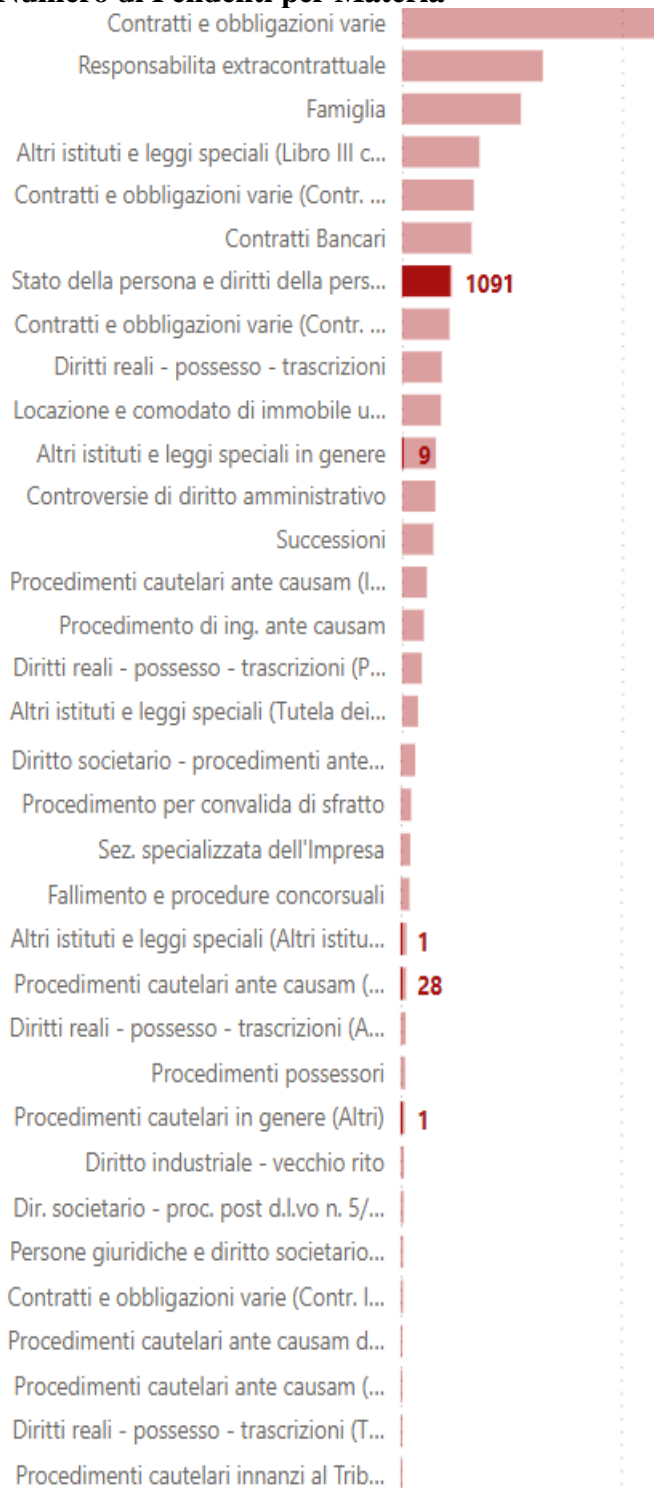 Numero di Pendenti per Materia
Contratti e obbligazioni varie
Responsabilita extracontrattuale
Famiglia
Altri istituti e leggi speciali (Libro III c...
Contratti e obbligazioni varie (Contr. ...
Contratti Bancari
Stato della persona e diritti della pers... 1091
Contratti e obbligazioni varie (Contr. ...
Diritti reali - possesso - trascrizioni
Locazione e comodato di immobile u...
Altri istituti e leggi speciali in genere 9
Controversie di diritto amministrativo
Successioni
Procedimenti cautelari ante causam (I...
Procedimento di ing. ante causam
Diritti reali - possesso - trascrizioni (P...
Altri istituti e leggi speciali (Tutela dei...
Diritto societario - procedimenti ante...
Procedimento per convalida di sfratto
Sez. specializzata dell'Impresa
Fallimento e procedure concorsuali
Altri istituti e leggi speciali (Altri istitu... 1
Procedimenti cautelari ante causam (... 28
Diritti reali - possesso - trascrizioni (A...
Procedimenti possessori
Procedimenti cautelari in genere (Altri) 1
Diritto industriale - vecchio rito
Dir. societario - proc. post d.l.vo n. 5/...
Persone giuridiche e diritto societario...
Contratti e obbligazioni varie (Contr. I...
Procedimenti cautelari ante causam d...
Procedimenti cautelari ante causam (...
Diritti reali - possesso - trascrizioni (T...
Procedimenti cautelari innanzi al Trib...